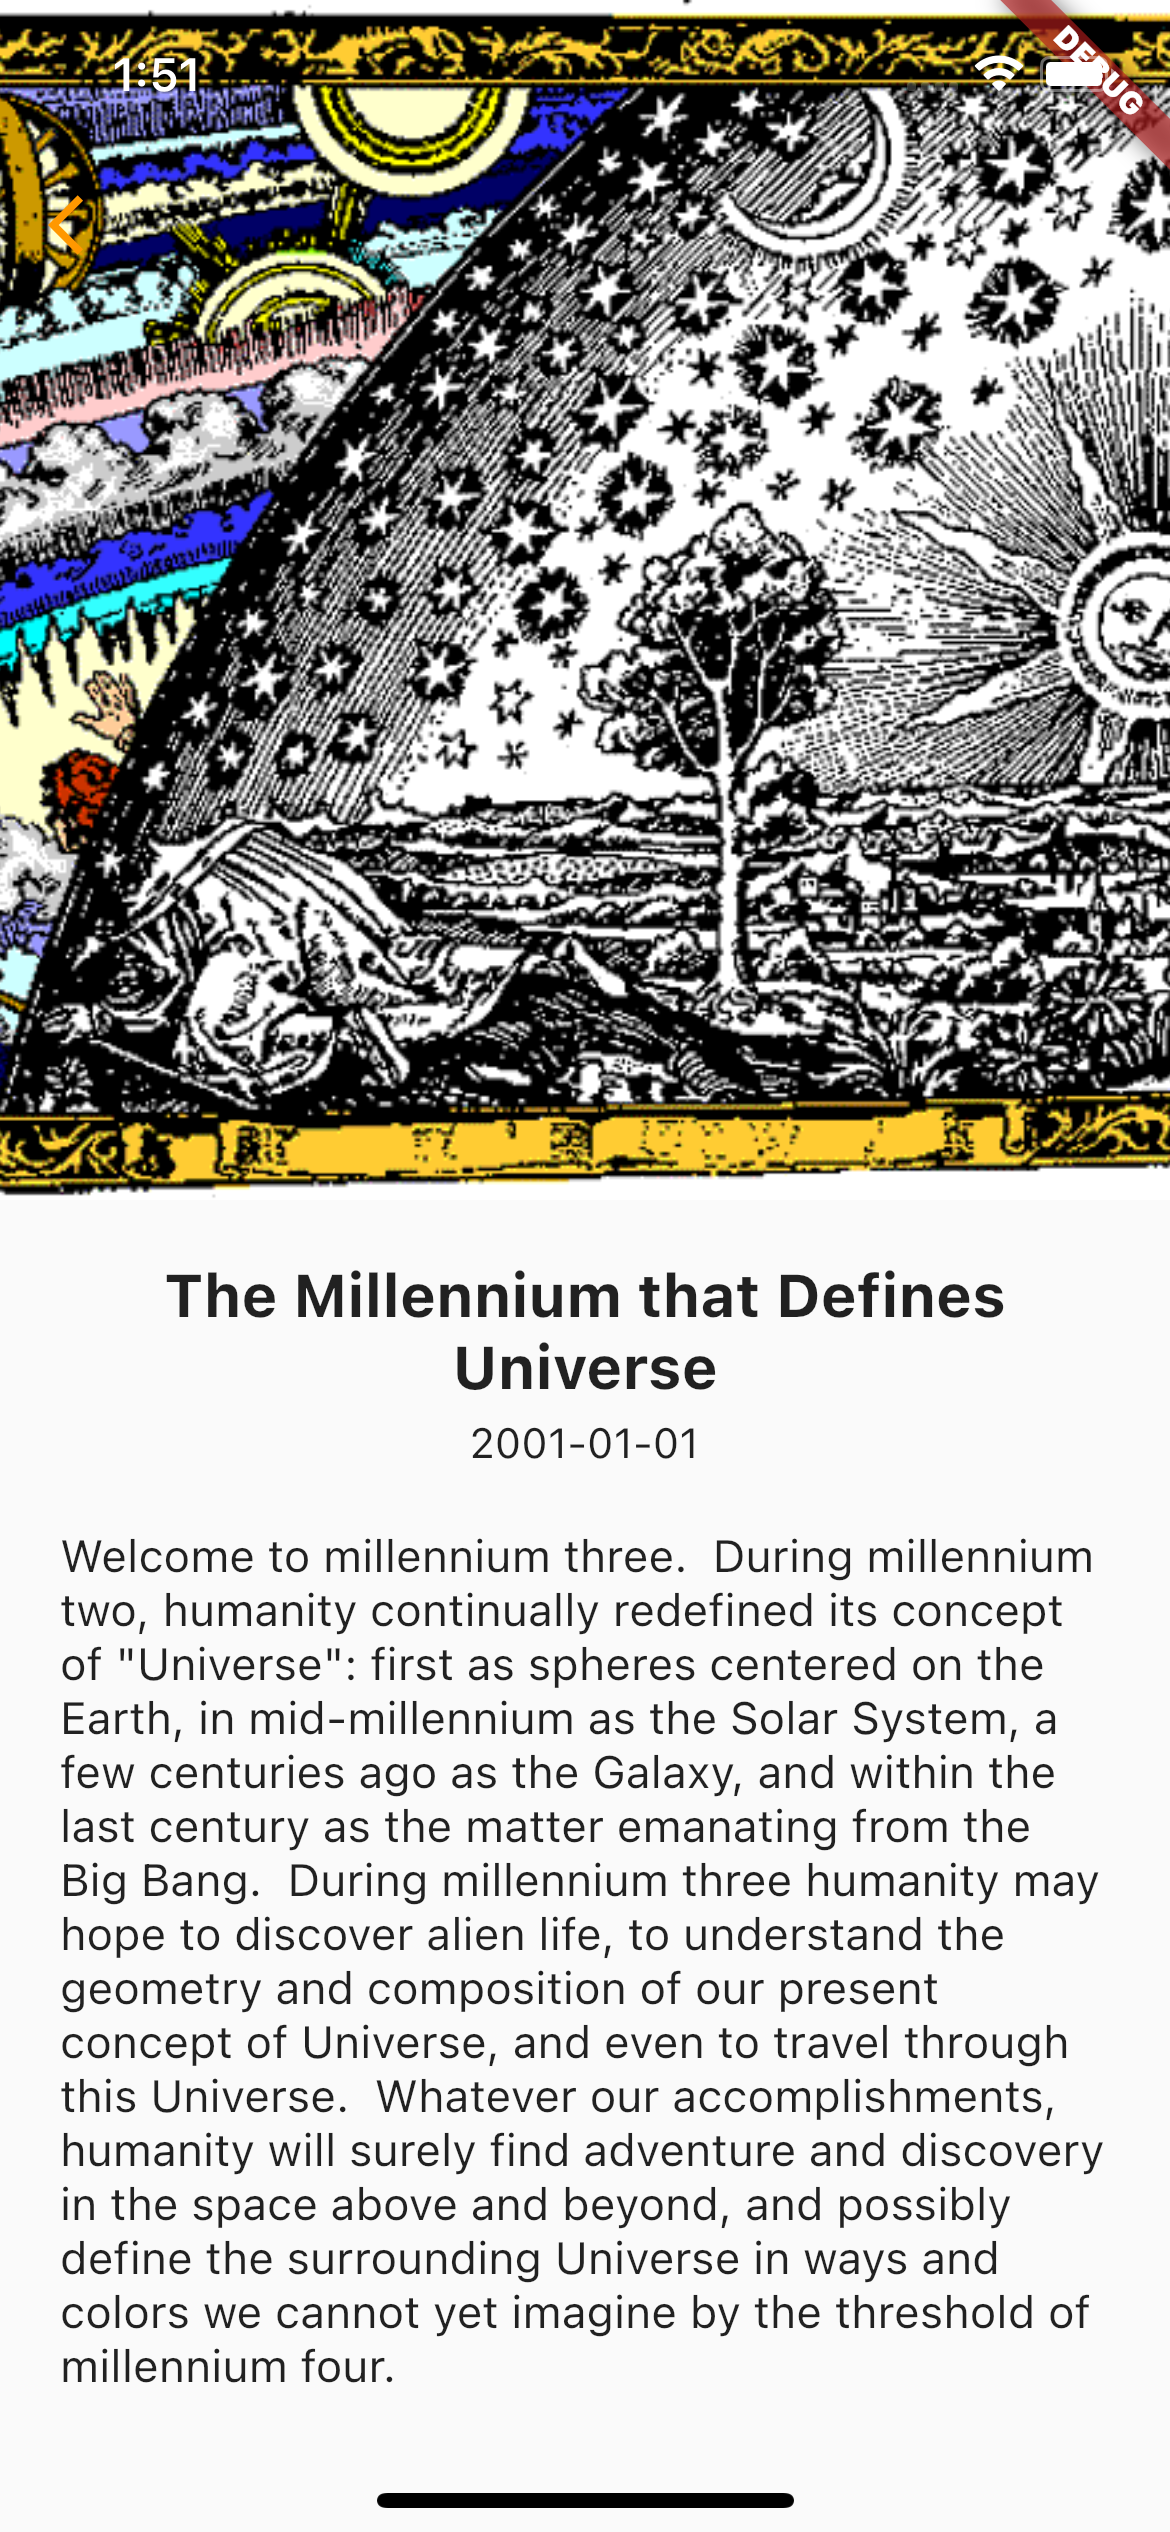 1:51
DEBUG
The Millennium that Defines
Universe
2001-01-01
Welcome to millennium three.  During millennium
two, humanity continually redefined its concept
of "Universe": first as spheres centered on the
Earth, in mid-millennium as the Solar System, a
few centuries ago as the Galaxy, and within the
last century as the matter emanating from the
Big Bang.  During millennium three humanity may
hope to discover alien life, to understand the
geometry and composition of our present
concept of Universe, and even to travel through
this Universe.  Whatever our accomplishments,
humanity will surely find adventure and discovery
in the space above and beyond, and possibly
define the surrounding Universe in ways and
colors we cannot yet imagine by the threshold of
millennium four.